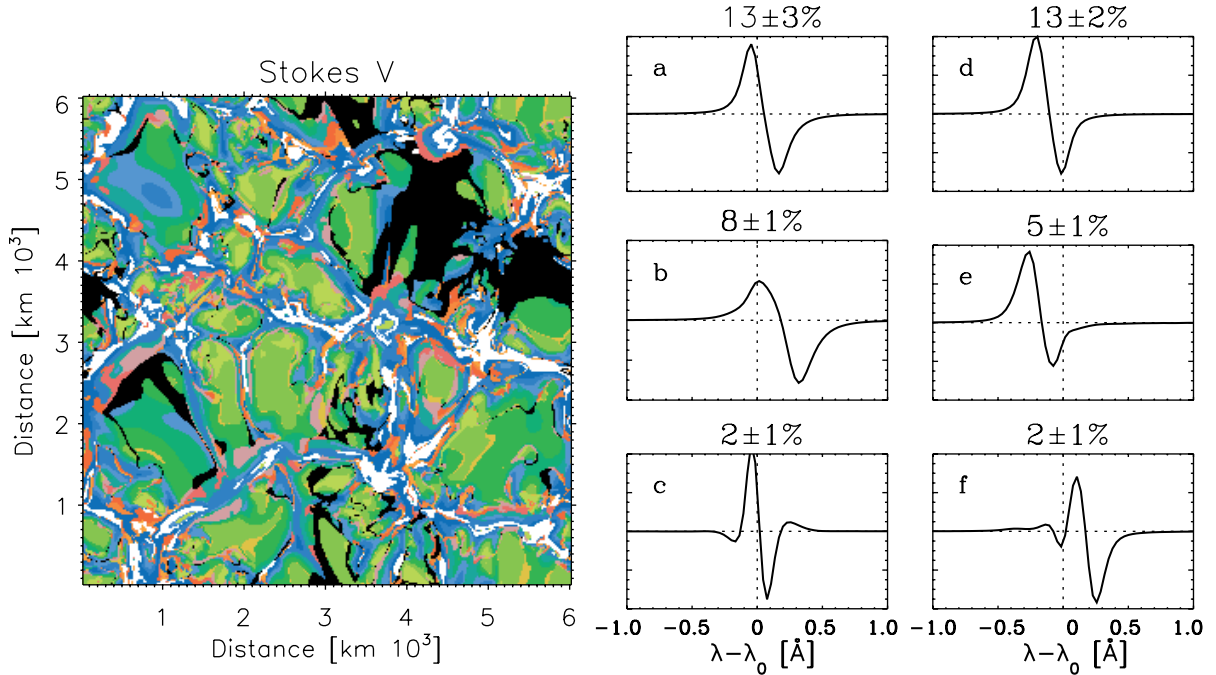 Stokes V
Distance [km 10³]
6
5
4
3
2
1
1 2 3 4 5 6
Distance [km 10³]
13±3%
a
13±2%
d
8±1%
b
5±1%
e
2±1%
c
2±1%
f
-1.0 -0.5 0 0.5 1.0
λ-λ₀ [Å]
-1.0 -0.5 0 0.5 1.0
λ-λ₀ [Å]